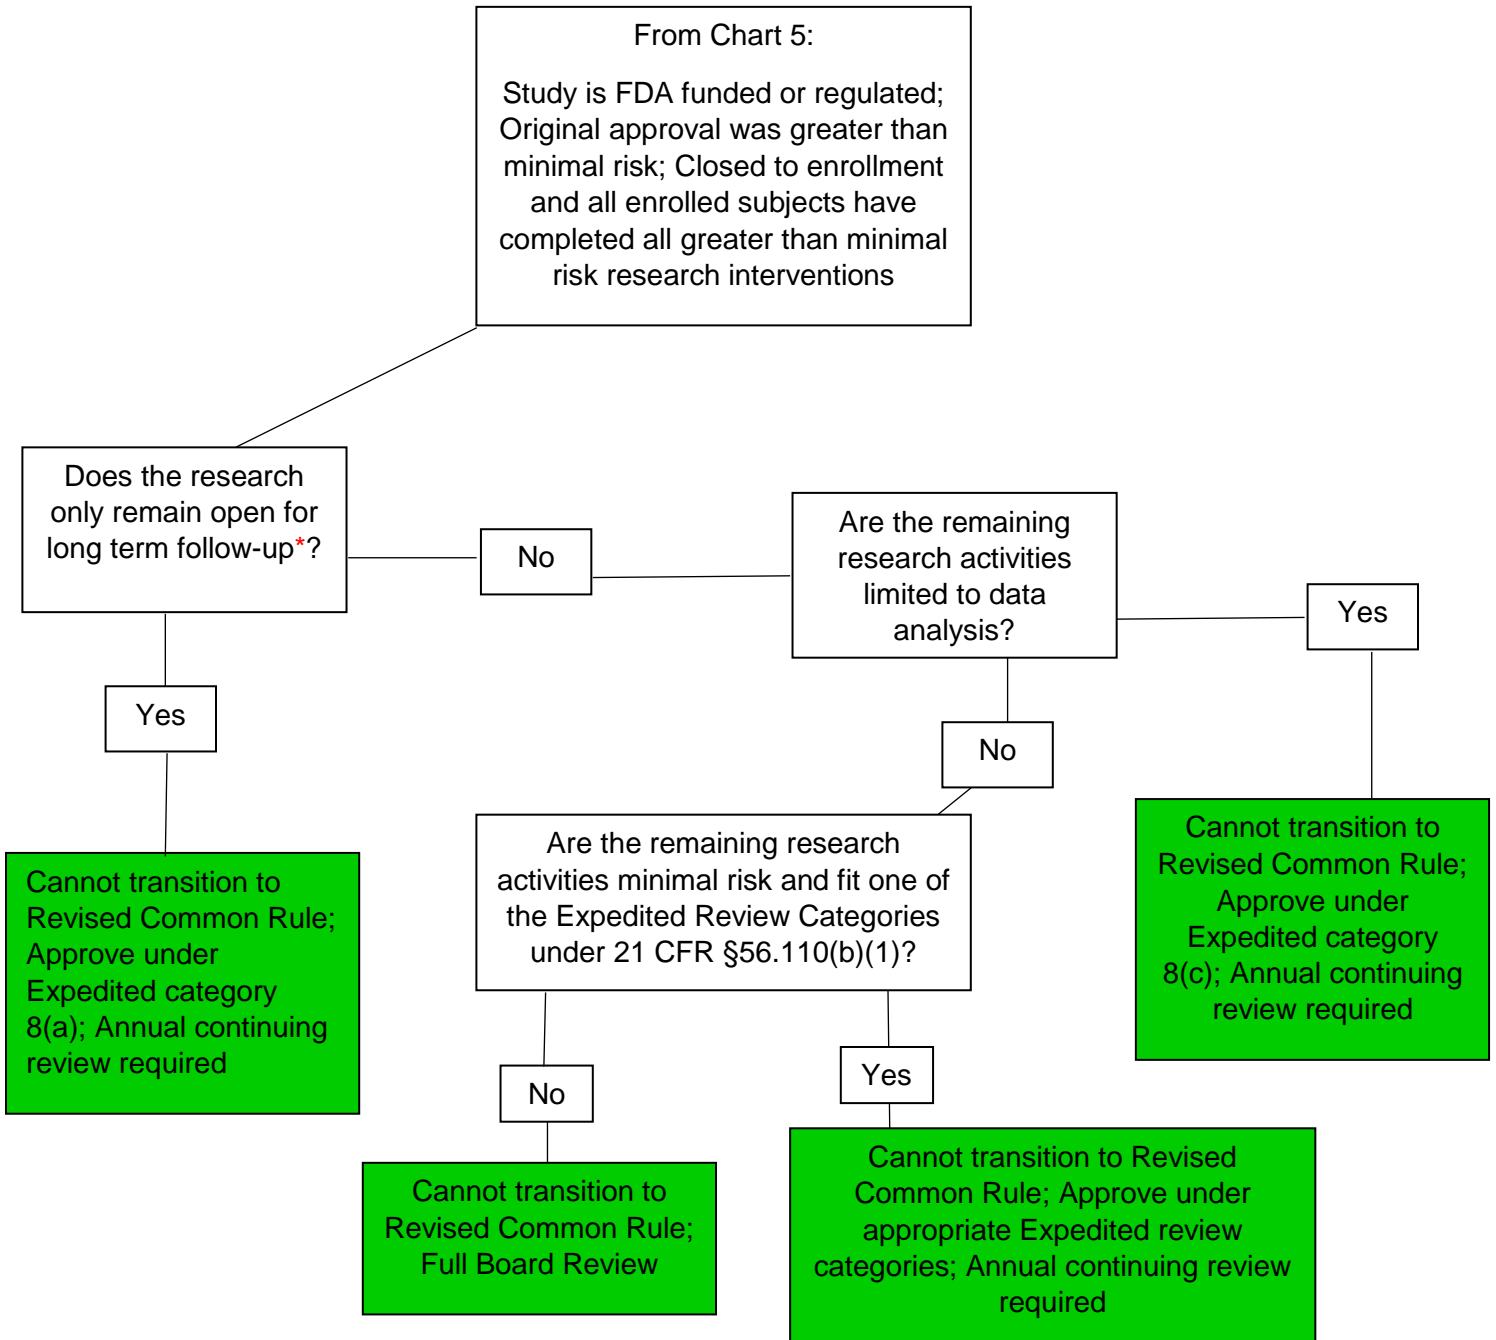 From Chart 5:
Study is FDA funded or regulated;
Original approval was greater than
minimal risk; Closed to enrollment
and all enrolled subjects have
completed all greater than minimal
risk research interventions
Does the research
only remain open for
long term follow-up*?
No
Are the remaining
research activities
limited to data
analysis?
Yes
Yes
No
Cannot transition to
Revised Common Rule;
Approve under
Expedited category
8(a); Annual continuing
review required
Are the remaining research
activities minimal risk and fit one of
the Expedited Review Categories
under 21 CFR §56.110(b)(1)?
Cannot transition to
Revised Common Rule;
Approve under
Expedited category
8(c); Annual continuing
review required
No
Yes
Cannot transition to
Revised Common Rule;
Full Board Review
Cannot transition to Revised
Common Rule; Approve under
appropriate Expedited review
categories; Annual continuing review
required